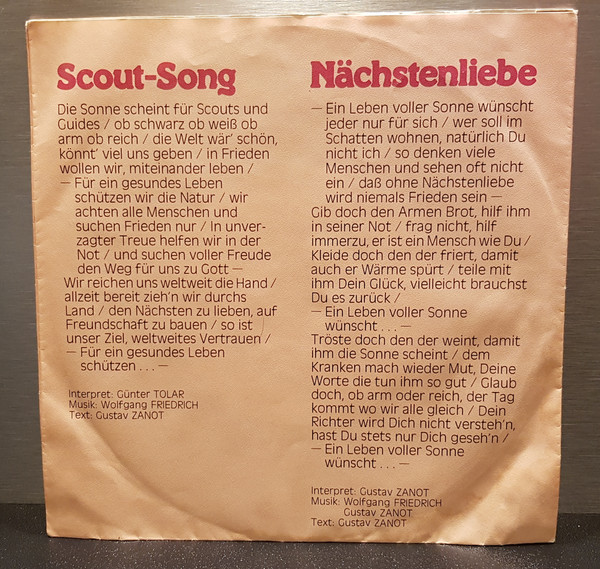 Scout-Song
Die Sonne scheint für Scouts und
Guides / ob schwarz ob weiß ob
arm ob reich / die Welt wär' schön,
könnt' viel uns geben / in Frieden
wollen wir, miteinander leben /
— Für ein gesundes Leben
schützen wir die Natur / wir
achten alle Menschen und
suchen Frieden nur / In unver-
zagter Treue helfen wir in der
Not / und suchen voller Freude
den Weg für uns zu Gott —
Wir reichen uns weltweit die Hand /
allzeit bereit zieh'n wir durchs
Land / den Nächsten zu lieben, auf
Freundschaft zu bauen / so ist
unser Ziel, weltweites Vertrauen /
— Für ein gesundes Leben
schützen . . . —
Interpret: Günter TOLAR
Musik: Wolfgang FRIEDRICH
Text: Gustav ZANOT
Nächstenliebe
— Ein Leben voller Sonne wünscht
jeder nur für sich / wer soll im
Schatten wohnen, natürlich Du
nicht ich / so denken viele
Menschen und sehen oft nicht
ein / daß ohne Nächstenliebe
wird niemals Frieden sein —
Gib doch den Armen Brot, hilf ihm
in seiner Not / frag nicht, hilf
immerzu, er ist ein Mensch wie Du /
Kleide doch den der friert, damit
auch er Wärme spürt / teile mit
ihm Dein Glück, vielleicht brauchst
Du es zurück /
— Ein Leben voller Sonne
wünscht . . . —
Tröste doch den der weint, damit
ihm die Sonne scheint / dem
Kranken mach wieder Mut, Deine
Worte die tun ihm so gut / Glaub
doch, ob arm oder reich, der Tag
kommt wo wir alle gleich / Dein
Richter wird Dich nicht versteh'n,
hast Du stets nur Dich geseh'n /
— Ein Leben voller Sonne
wünscht . . . —
Interpret: Gustav ZANOT
Musik: Wolfgang FRIEDRICH
Gustav ZANOT
Text: Gustav ZANOT